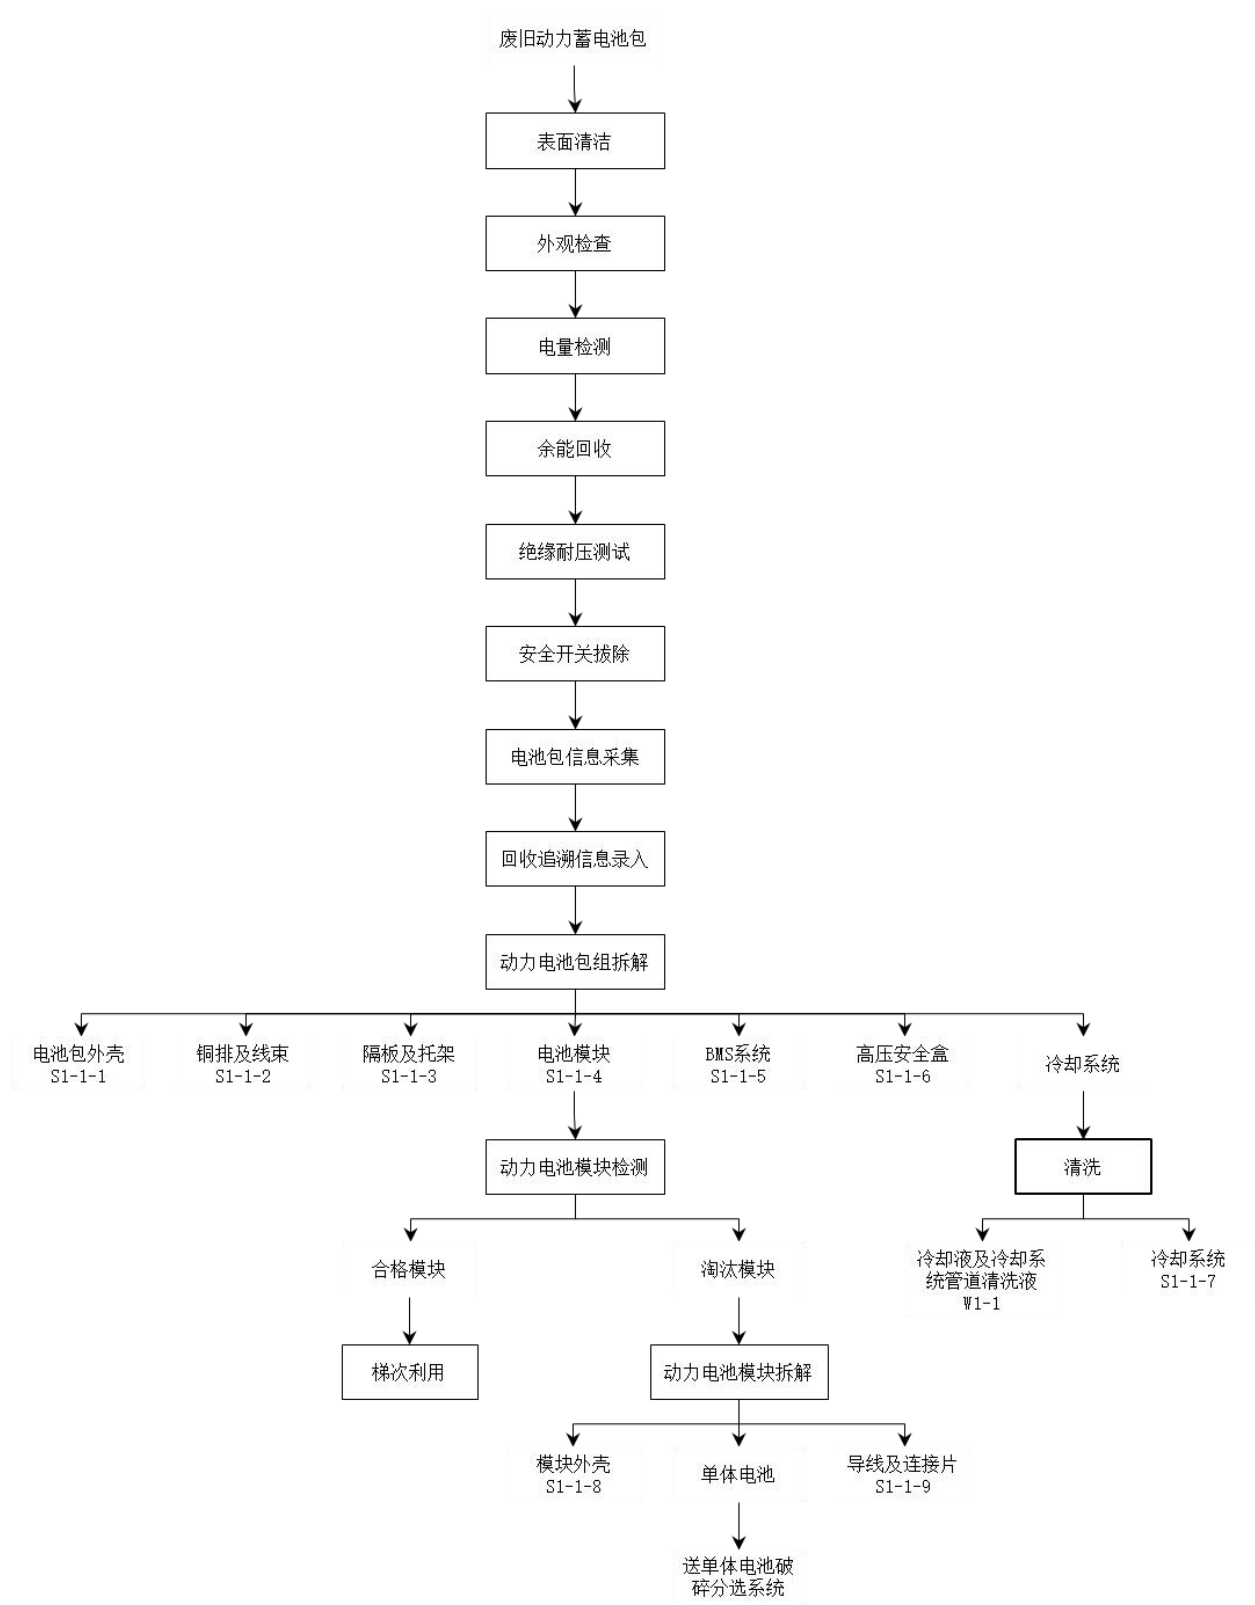 废旧动力蓄电池包
表面清洁
外观检查
电量检测
余能回收
绝缘耐压测试
安全开关拔除
电池包信息采集
回收追溯信息录入
动力电池包组拆解
电池包外壳
S1-1-1
铜排及线束
S1-1-2
隔板及托架
S1-1-3
电池模块
S1-1-4
BMS系统
S1-1-5
高压安全盒
S1-1-6
冷却系统
动力电池模块检测
清洗
合格模块
淘汰模块
冷却液及冷却系
统管道清洗液
W1-1
冷却系统
S1-1-7
梯次利用
动力电池模块拆解
模块外壳
S1-1-8
单体电池
导线及连接片
S1-1-9
送单体电池破
碎分选系统